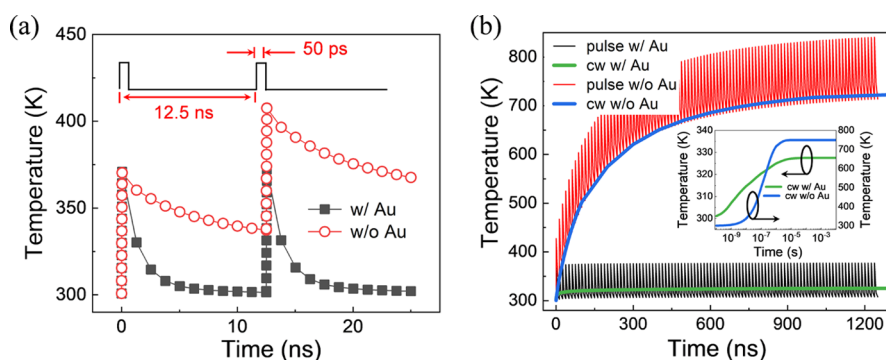 (a)
450
400
350
300
Temperature (K)
50 ps
12.5 ns
w/ Au
w/o Au
0
10
20
Time (ns)
(b)
800
700
600
500
400
300
Temperature (K)
pulse w/ Au
cw w/ Au
pulse w/o Au
cw w/o Au
340
330
320
310
300
Temperature (K)
800
700
600
500
400
300
Temperature (K)
cw w/ Au
cw w/o Au
10⁻⁹ 10⁻⁷ 10⁻⁵ 10⁻³
Time (s)
0 300 600 900 1200
Time (ns)